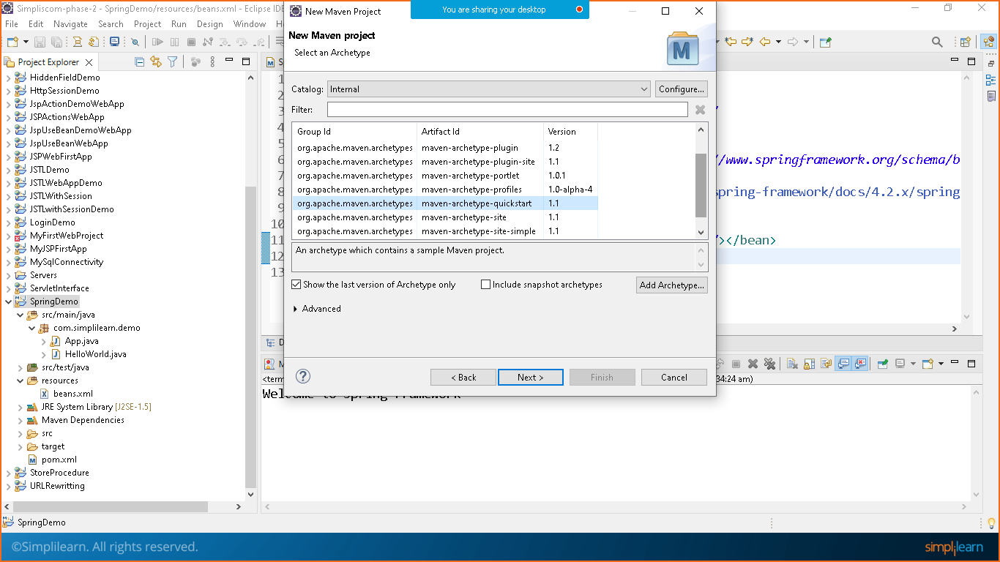 Simpliscom-phase-2 - SpringDemo/resources/beans.xml - Eclipse IDE
New Maven Project
You are sharing your desktop
File Edit Navigate Search Project Run Design Window
New Maven project
Select an Archetype
M
Project Explorer
Catalog: Internal Configure...
Filter:
Group Id Artifact Id Version
org.apache.maven.archetypes maven-archetype-plugin 1.2
org.apache.maven.archetypes maven-archetype-plugin-site 1.1
org.apache.maven.archetypes maven-archetype-portlet 1.0.1
org.apache.maven.archetypes maven-archetype-profiles 1.0-alpha-4
org.apache.maven.archetypes maven-archetype-quickstart 1.1
org.apache.maven.archetypes maven-archetype-site 1.1
org.apache.maven.archetypes maven-archetype-site-simple 1.1
An archetype which contains a sample Maven project.
Show the last version of Archetype only Include snapshot archetypes Add Archetype...
Advanced
< Back Next > Finish Cancel
HiddenFieldDemo
HttpSessionDemo
JspActionDemoWebApp
JSPActionsWebApp
JspUseBeanDemoWebApp
JspUseBeanWebApp
JSPWebFirstApp
JSTLDemo
JSTLWebAppDemo
JSTLWithSession
JSTLwithSessionDemo
LoginDemo
MyFirstWebProject
MyJSPFirstApp
MySqlConnectivity
Servers
ServletInterface
SpringDemo
src/main/java
com.simplilearn.demo
App.java
HelloWorld.java
src/test/java
resources
beans.xml
JRE System Library [J2SE-1.5]
Maven Dependencies
src
target
pom.xml
StoreProcedure
URLRewritting
1
2
3
4
5
6
7
8
9
10
11
12
13
//www.springframework.org/schema/b
spring-framework/docs/4.2.x/spring
"></bean>
<term
34:24 am)
Welcome to Spring Framework
SpringDemo
©Simplilearn. All rights reserved.
simplilearn